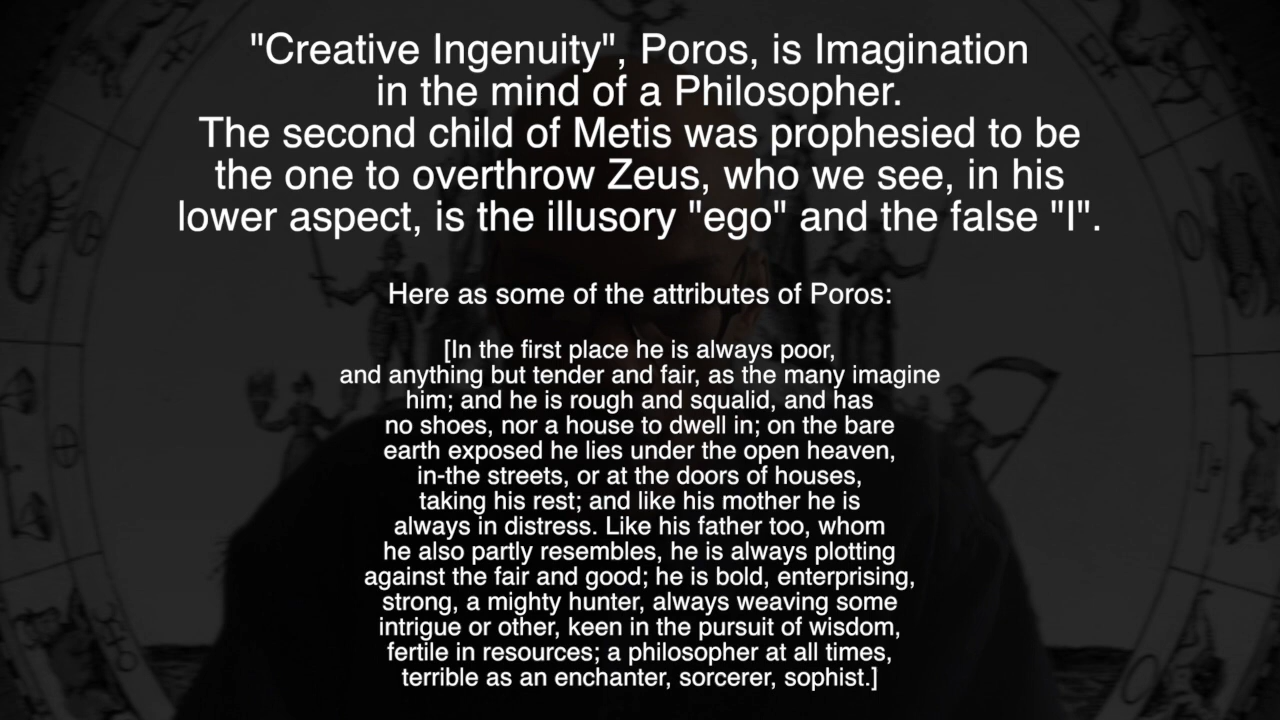 "Creative Ingenuity", Poros, is Imagination
in the mind of a Philosopher.
The second child of Metis was prophesied to be
the one to overthrow Zeus, who we see, in his
lower aspect, is the illusory "ego" and the false "I".
Here as some of the attributes of Poros:
[In the first place he is always poor,
and anything but tender and fair, as the many imagine
him; and he is rough and squalid, and has
no shoes, nor a house to dwell in; on the bare
earth exposed he lies under the open heaven,
in-the streets, or at the doors of houses,
taking his rest; and like his mother he is
always in distress. Like his father too, whom
he also partly resembles, he is always plotting
against the fair and good; he is bold, enterprising,
strong, a mighty hunter, always weaving some
intrigue or other, keen in the pursuit of wisdom,
fertile in resources; a philosopher at all times,
terrible as an enchanter, sorcerer, sophist.]